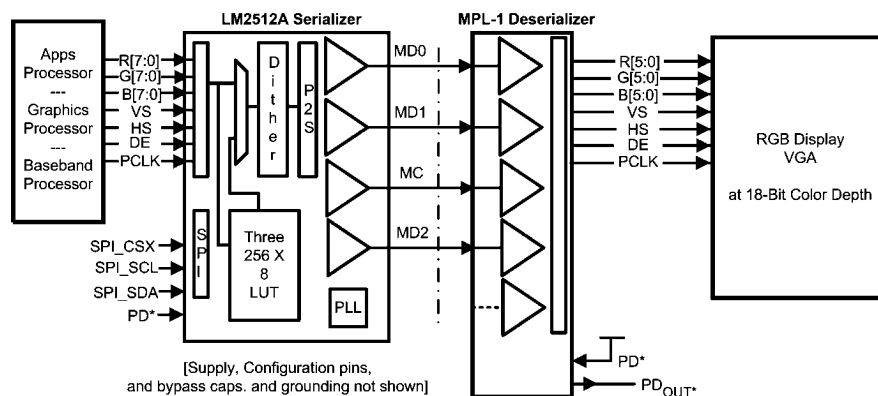 LM2512A Serializer
MPL-1 Deserializer
Apps
Processor
---
Graphics
Processor
---
Baseband
Processor
R[7:0]
G[7:0]
B[7:0]
VS
HS
DE
PCLK
SPI_CSX
SPI_SCL
SPI_SDA
PD*
SPI
Dither
P2S
Three
256 X
8
LUT
PLL
MD0
MD1
MC
MD2
R[5:0]
G[5:0]
B[5:0]
VS
HS
DE
PCLK
RGB Display
VGA
at 18-Bit Color Depth
PD*
PDOUT*
[Supply, Configuration pins,
and bypass caps. and grounding not shown]